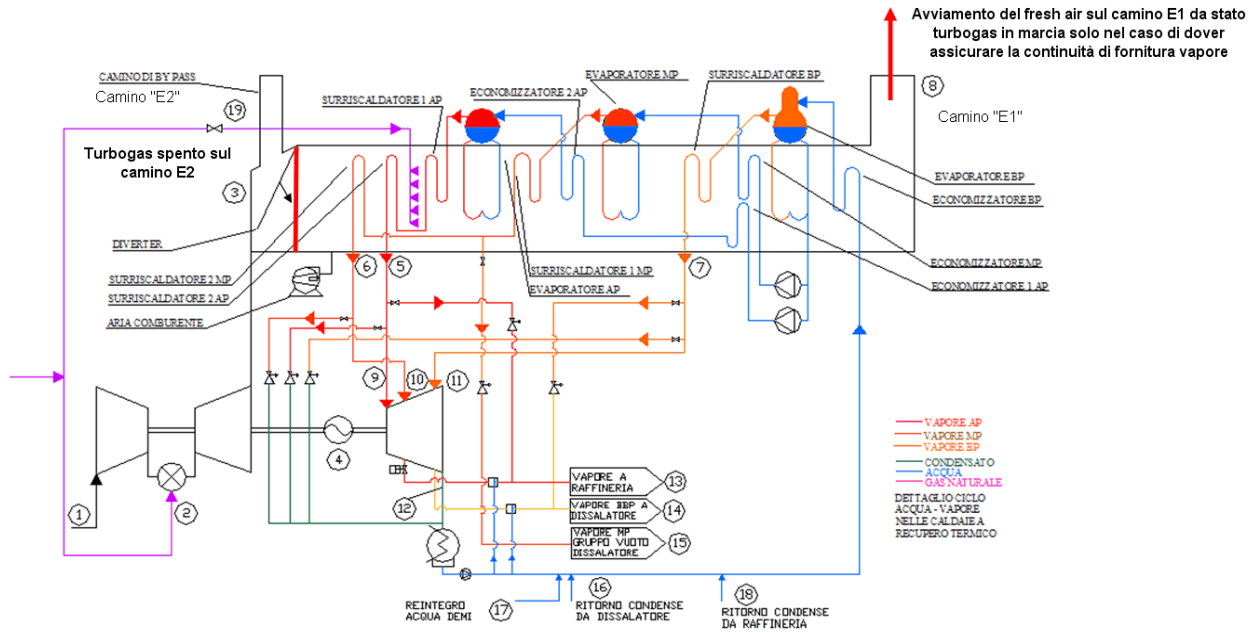 Avviamento del fresh air sul camino E1 da stato
turbogas in marcia solo nel caso di dover
assicurare la continuità di fornitura vapore
CAMINO DI BY PASS
Camino "E2"
19
SURRISCALDATORE 1 AP
ECONOMIZZATORE 2 AP
EVAPORATORE MP
SURRISCALDATORE BP
8
Camino "E1"
Turbogas spento sul
camino E2
3
EVAPORATORE BP
ECONOMIZZATORE BP
DIVERTER
SURRISCALDATORE 2 MP
SURRISCALDATORE 2 AP
ARIA COMBURENTE
6
5
SURRISCALDATORE 1 MP
EVAPORATORE AP
7
ECONOMIZZATORE MP
ECONOMIZZATORE 1 AP
9
10
11
4
1
2
12
VAPORE A
RAFFINERIA
13
VAPORE BBP A
DISSALATORE
14
VAPORE MP
GRUPPO VUOTO
DISSALATORE
15
VAPORE AP
VAPORE MP
VAPORE BP
CONDENSATO
ACQUA
GAS NATURALE
DETTAGLIO CICLO
ACQUA - VAPORE
NELLE CALDAIE A
RECUPERO TERMICO
REINTEGRO
ACQUA DEMI
17
16
RITORNO CONDENSE
DA DISSALATORE
18
RITORNO CONDENSE
DA RAFFINERIA